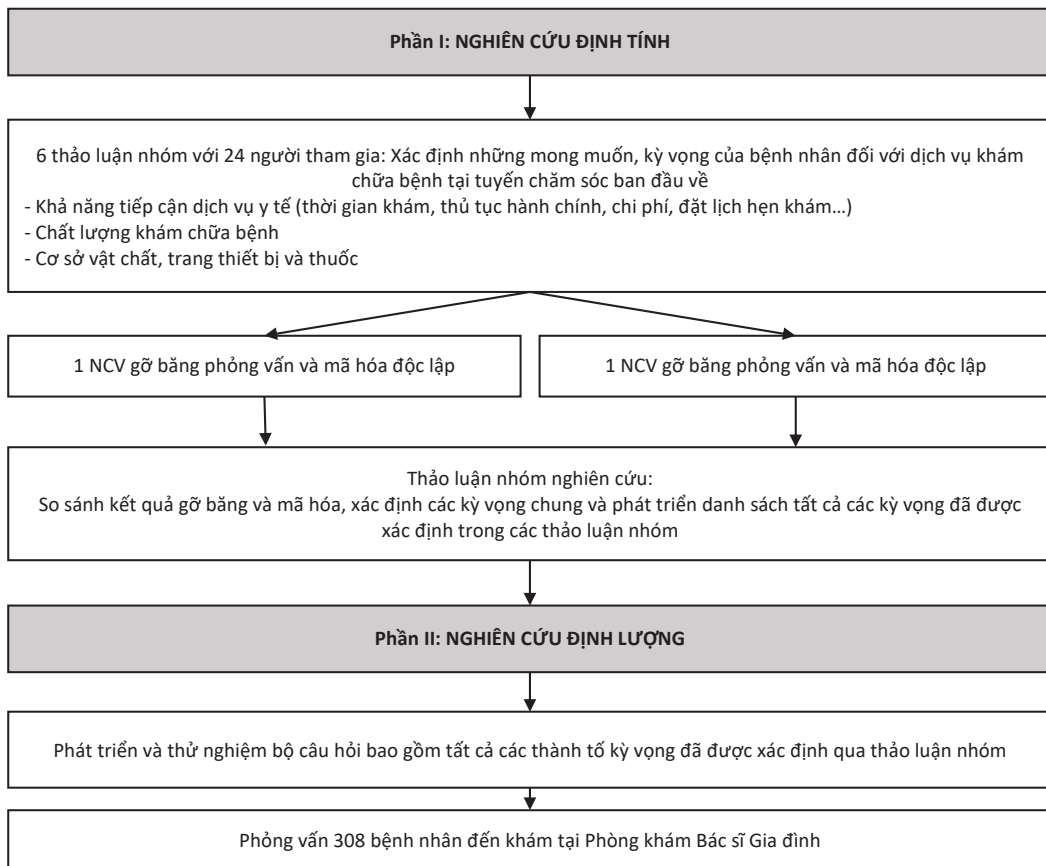 Phần I: NGHIÊN CỨU ĐỊNH TÍNH
6 thảo luận nhóm với 24 người tham gia: Xác định những mong muốn, kỳ vọng của bệnh nhân đối với dịch vụ khám
chữa bệnh tại tuyến chăm sóc ban đầu về
- Khả năng tiếp cận dịch vụ y tế (thời gian khám, thủ tục hành chính, chi phí, đặt lịch hẹn khám...)
- Chất lượng khám chữa bệnh
- Cơ sở vật chất, trang thiết bị và thuốc
1 NCV gỡ băng phỏng vấn và mã hóa độc lập
1 NCV gỡ băng phỏng vấn và mã hóa độc lập
Thảo luận nhóm nghiên cứu:
So sánh kết quả gỡ băng và mã hóa, xác định các kỳ vọng chung và phát triển danh sách tất cả các kỳ vọng đã được
xác định trong các thảo luận nhóm
Phần II: NGHIÊN CỨU ĐỊNH LƯỢNG
Phát triển và thử nghiệm bộ câu hỏi bao gồm tất cả các thành tố kỳ vọng đã được xác định qua thảo luận nhóm
Phỏng vấn 308 bệnh nhân đến khám tại Phòng khám Bác sĩ Gia đình